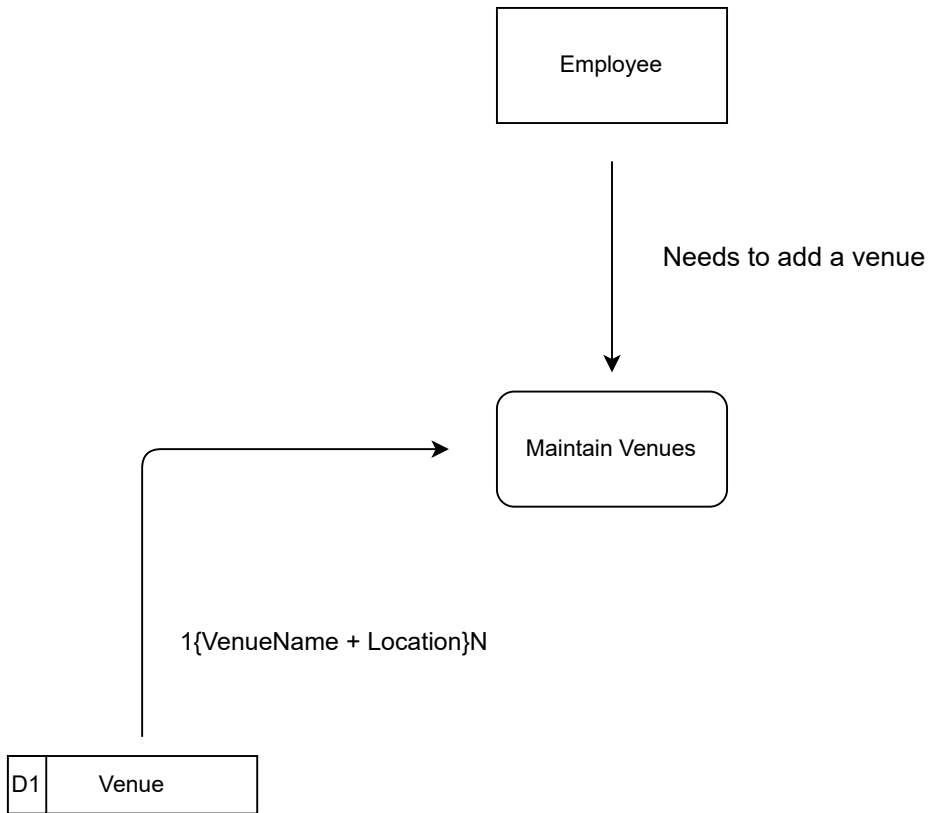 Employee
Needs to add a venue
Maintain Venues
1{VenueName + Location}N
D1
Venue